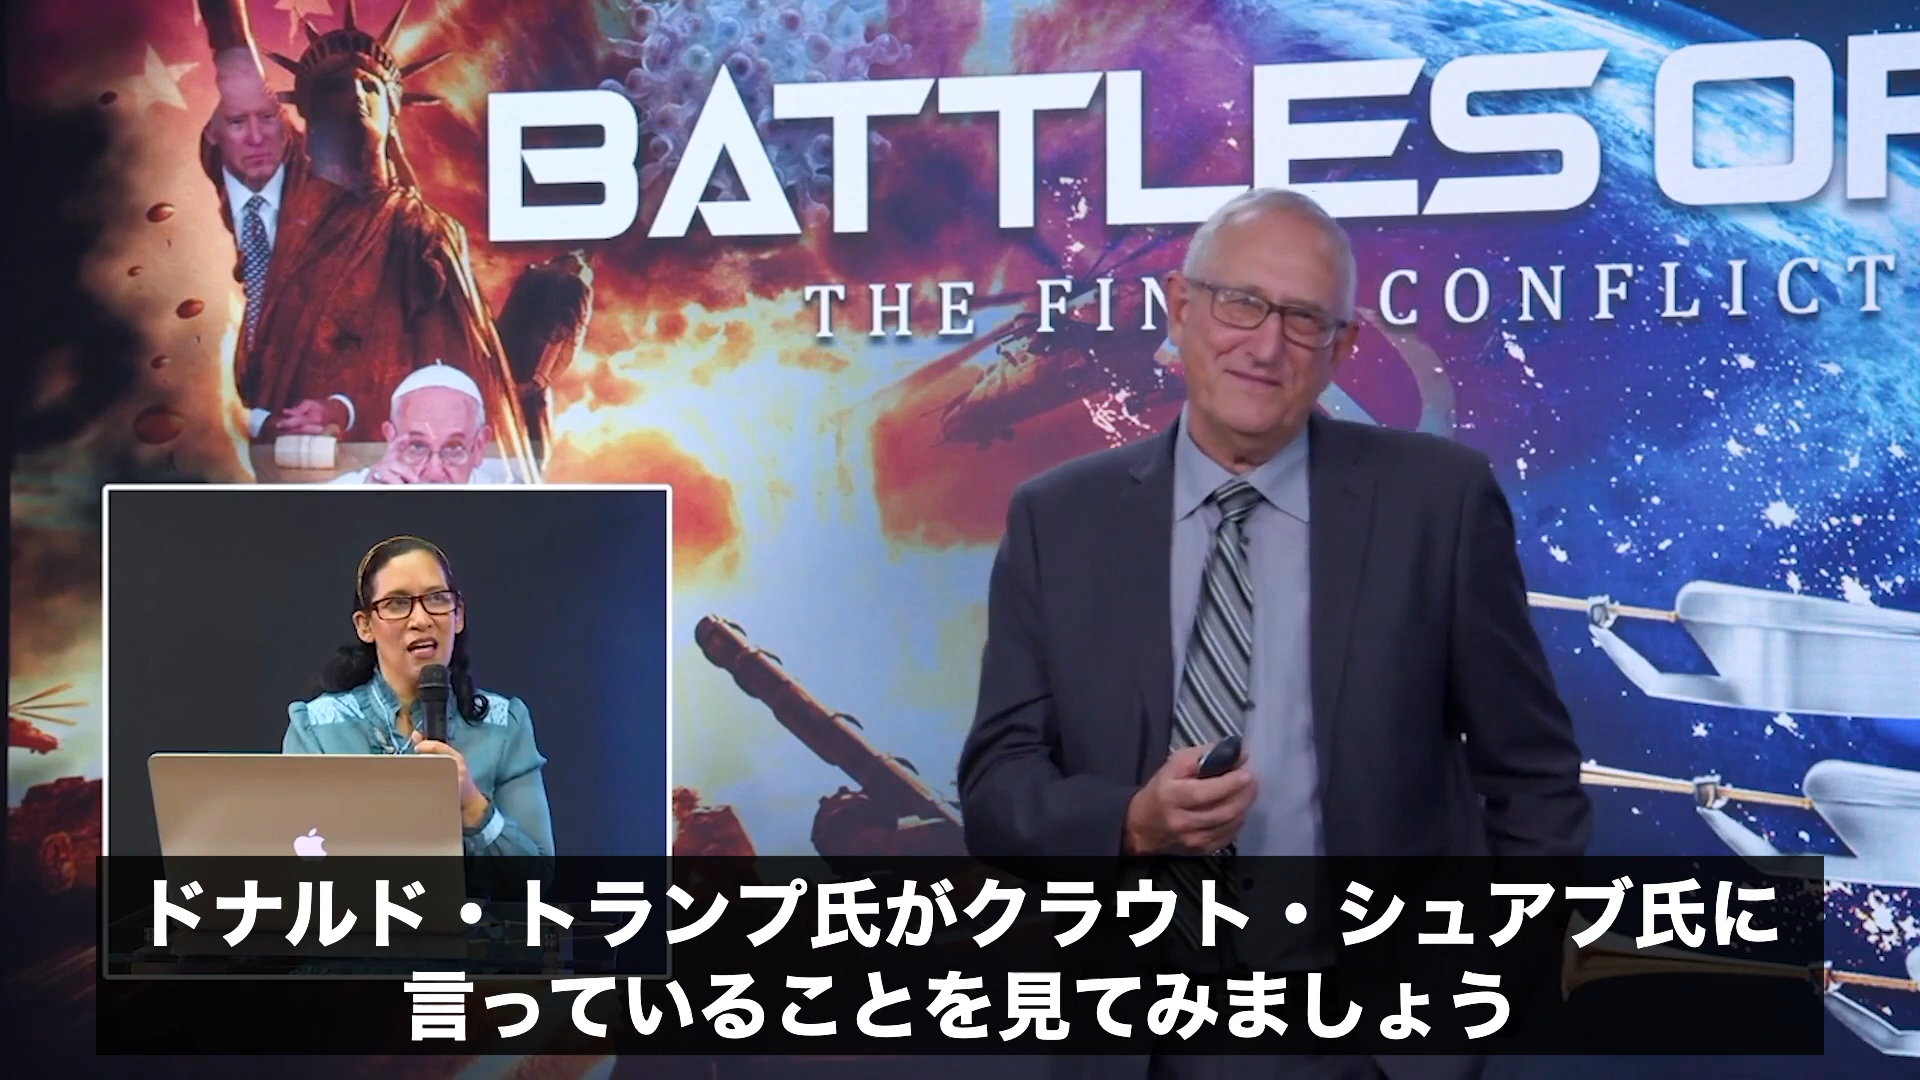 BATTLES OF
THE FINAL CONFLICT
ドナルド・トランプ氏がクラウト・シュアブ氏に
言っていることを見てみましょう